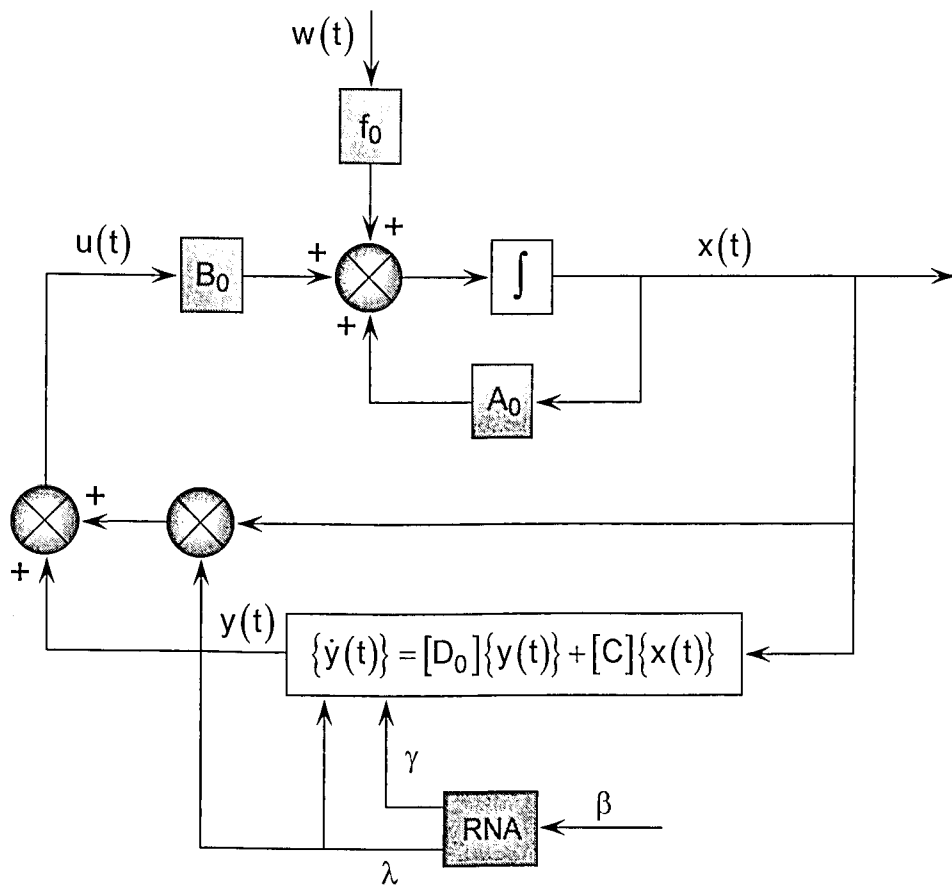 w(t)
f₀
+
u(t)
B₀
+
∫
x(t)
+
A₀
+
+
y(t)
{ẏ(t)} = [D₀]{y(t)} + [C]{x(t)}
γ
RNA
β
λ